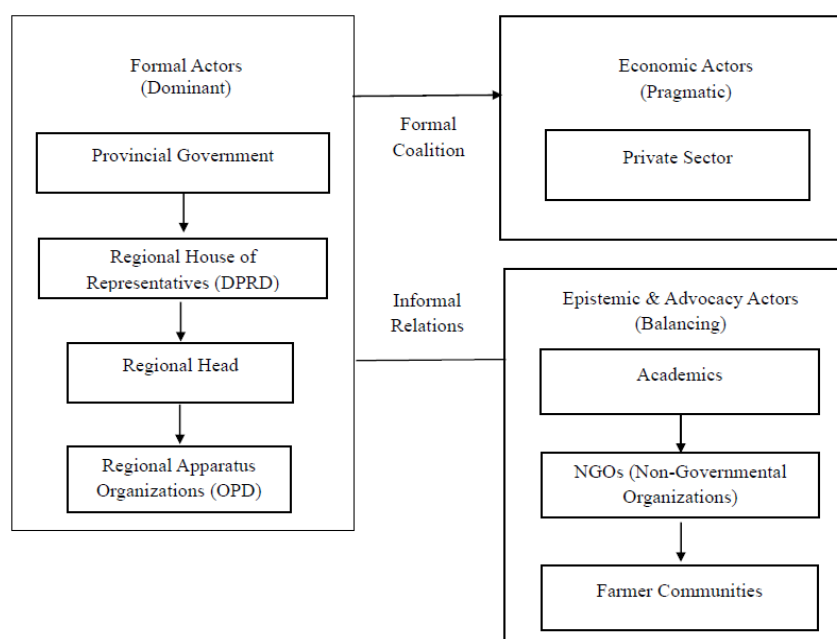 Formal Actors
(Dominant)
Provincial Government
Regional House of
Representatives (DPRD)
Regional Head
Regional Apparatus
Organizations (OPD)
Formal
Coalition
Informal
Relations
Economic Actors
(Pragmatic)
Private Sector
Epistemic & Advocacy Actors
(Balancing)
Academics
NGOs (Non-Governmental
Organizations)
Farmer Communities